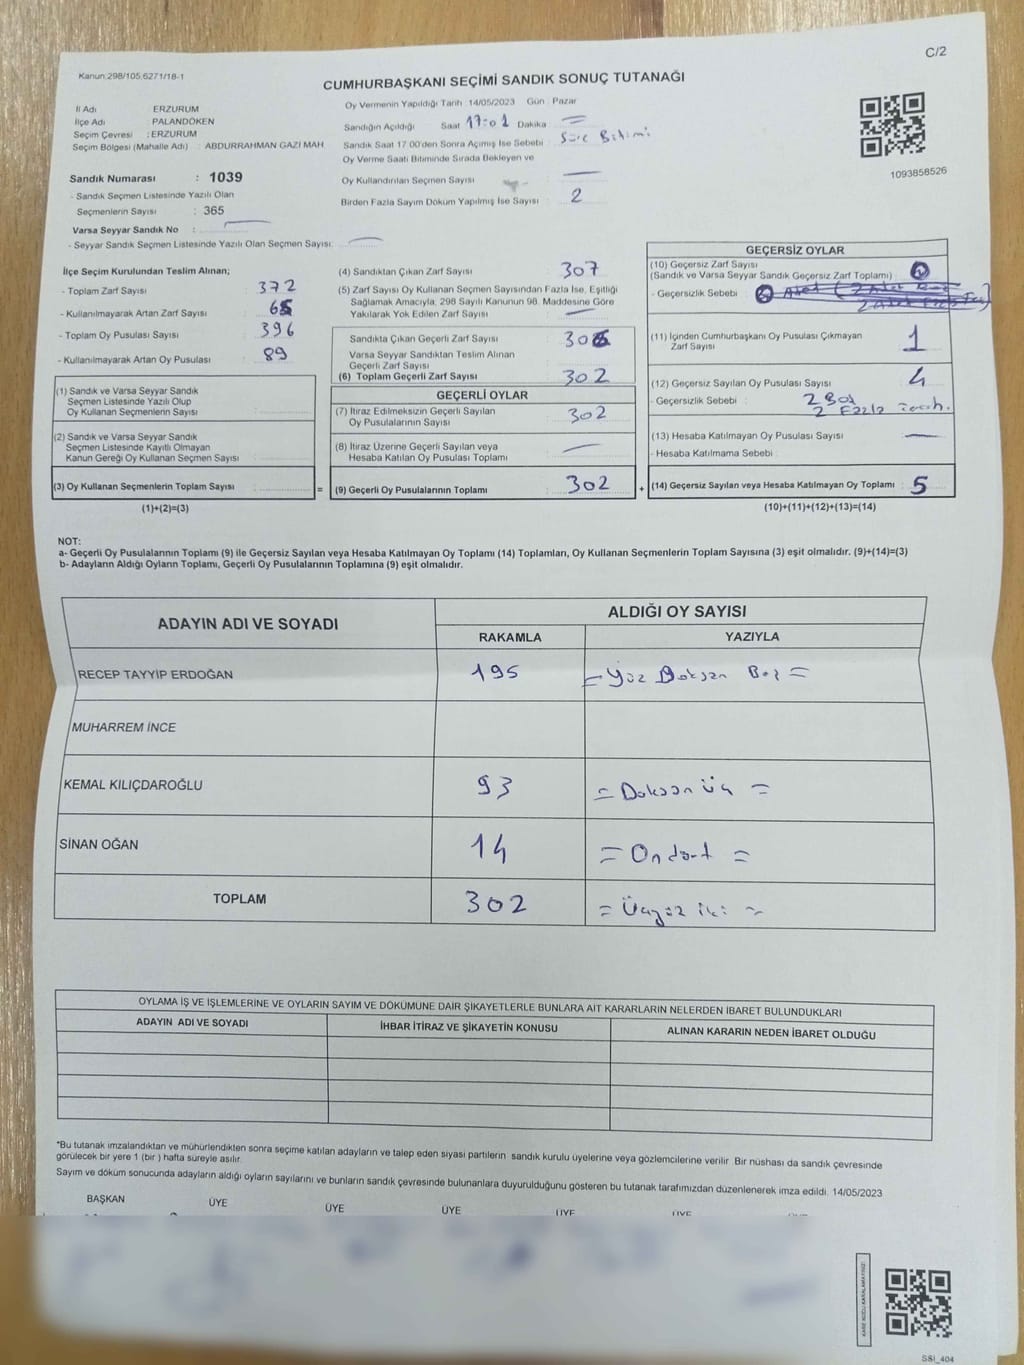 C/2
Kanun:298/105,6271/18-1
CUMHURBAŞKANI SEÇİMİ SANDIK SONUÇ TUTANAĞI
İl Adı ERZURUM
İlçe Adı : PALANDÖKEN
Seçim Çevresi : ERZURUM
Seçim Bölgesi (Mahalle Adı) : ABDURRAHMAN GAZİ MAH
Sandık Numarası : 1039
- Sandık Seçmen Listesinde Yazılı Olan
Seçmenlerin Sayısı : 365
Varsa Seyyar Sandık No :
- Seyyar Sandık Seçmen Listesinde Yazılı Olan Seçmen Sayısı:
Oy Vermenin Yapıldığı Tarih :14/05/2023 Gün : Pazar
Sandığın Açıldığı Saat 17:01 Dakika
Sandık Saat 17:00'den Sonra Açımış İse Sebebi : Süre Bitimi
Oy Verme Saati Bitiminde Sırada Bekleyen ve
Oy Kullandırılan Seçmen Sayısı :
Birden Fazla Sayım Döküm Yapılmış İse Sayısı : 2
1093858526
İlçe Seçim Kurulundan Teslim Alınan;
- Toplam Zarf Sayısı : 372
- Kullanılmayarak Artan Zarf Sayısı : 65
- Toplam Oy Pusulası Sayısı : 396
- Kullanılmayarak Artan Oy Pusulası : 89
(1) Sandık ve Varsa Seyyar Sandık
Seçmen Listesinde Yazılı Olup
Oy Kullanan Seçmenlerin Sayısı :
(2) Sandık ve Varsa Seyyar Sandık
Seçmen Listesinde Kayıtlı Olmayan
Kanun Gereği Oy Kullanan Seçmen Sayısı :
(3) Oy Kullanan Seçmenlerin Toplam Sayısı :
(1)+(2)=(3)
=
(4) Sandıktan Çıkan Zarf Sayısı : 307
(5) Zarf Sayısı Oy Kullanan Seçmen Sayısından Fazla İse, Eşitliği
Sağlamak Amacıyla, 298 Sayılı Kanunun 98. Maddesine Göre
Yakılarak Yok Edilen Zarf Sayısı :
Sandıkta Çıkan Geçerli Zarf Sayısı : 306
Varsa Seyyar Sandıktan Teslim Alınan
Geçerli Zarf Sayısı
(6) Toplam Geçerli Zarf Sayısı : 302
GEÇERLİ OYLAR
(7) İtiraz Edilmeksizin Geçerli Sayılan
Oy Pusulalarının Sayısı : 302
(8) İtiraz Üzerine Geçerli Sayılan veya
Hesaba Katılan Oy Pusulası Toplamı :
(9) Geçerli Oy Pusulalarının Toplamı : 302
+
GEÇERSİZ OYLAR
(10) Geçersiz Zarf Sayısı
(Sandık ve Varsa Seyyar Sandık Geçersiz Zarf Toplamı) : 0
- Geçersizlik Sebebi :
(11) İçinden Cumhurbaşkanı Oy Pusulası Çıkmayan
Zarf Sayısı : 1
(12) Geçersiz Sayılan Oy Pusulası Sayısı : 4
- Geçersizlik Sebebi : 2 Boş
2 Fazla Tercih.
(13) Hesaba Katılmayan Oy Pusulası Sayısı :
- Hesaba Katılmama Sebebi :
(14) Geçersiz Sayılan veya Hesaba Katılmayan Oy Toplamı : 5
(10)+(11)+(12)+(13)=(14)
NOT:
a- Geçerli Oy Pusulalarının Toplamı (9) ile Geçersiz Sayılan veya Hesaba Katılmayan Oy Toplamı (14) Toplamları, Oy Kullanan Seçmenlerin Toplam Sayısına (3) eşit olmalıdır. (9)+(14)=(3)
b- Adayların Aldığı Oyların Toplamı, Geçerli Oy Pusulalarının Toplamına (9) eşit olmalıdır.
ADAYIN ADI VE SOYADI ALDIĞI OY SAYISI
RAKAMLA YAZIYLA
RECEP TAYYİP ERDOĞAN 195 = Yüz Doksan Beş =
MUHARREM İNCE
KEMAL KILIÇDAROĞLU 93 = Doksan Üç =
SİNAN OĞAN 14 = On dört =
TOPLAM 302 = Üçyüz iki =
OYLAMA İŞ VE İŞLEMLERİNE VE OYLARIN SAYIM VE DÖKÜMÜNE DAİR ŞİKAYETLERLE BUNLARA AİT KARARLARIN NELERDEN İBARET BULUNDUKLARI
ADAYIN ADI VE SOYADI İHBAR İTİRAZ VE ŞİKAYETİN KONUSU ALINAN KARARIN NEDEN İBARET OLDUĞU
*Bu tutanak imzalandıktan ve mühürlendikten sonra seçime katılan adayların ve talep eden siyasi partilerin sandık kurulu üyelerine veya gözlemcilerine verilir. Bir nüshası da sandık çevresinde
görülecek bir yere 1 (bir) hafta süreyle asılır.
Sayım ve döküm sonucunda adayların aldığı oyların sayılarını ve bunların sandık çevresinde bulunanlara duyurulduğunu gösteren bu tutanak tarafımızdan düzenlenerek imza edildi. 14/05/2023
BAŞKAN ÜYE ÜYE ÜYE ÜYE ÜYE
KARE KODU KARALAMAYINIZ!
SSI_404